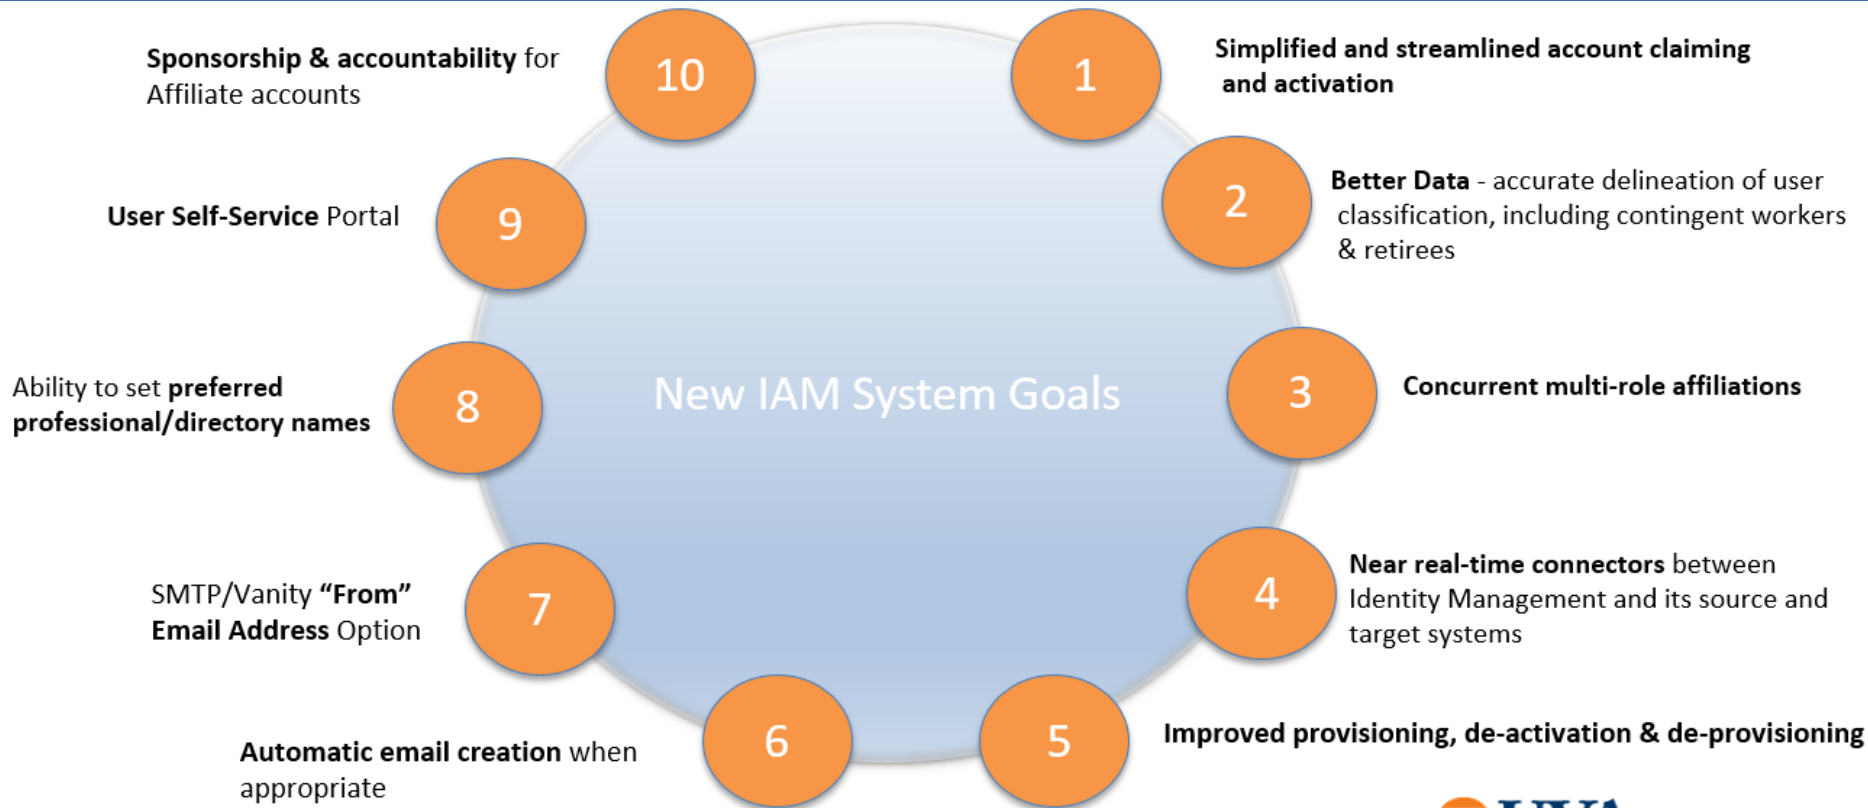 10
Sponsorship & accountability for
Affiliate accounts
1
Simplified and streamlined account claiming
and activation
2
Better Data - accurate delineation of user
classification, including contingent workers
& retirees
9
User Self-Service Portal
3
Concurrent multi-role affiliations
8
Ability to set preferred
professional/directory names
New IAM System Goals
4
Near real-time connectors between
Identity Management and its source and
target systems
7
SMTP/Vanity “From”
Email Address Option
5
Improved provisioning, de-activation & de-provisioning
6
Automatic email creation when
appropriate